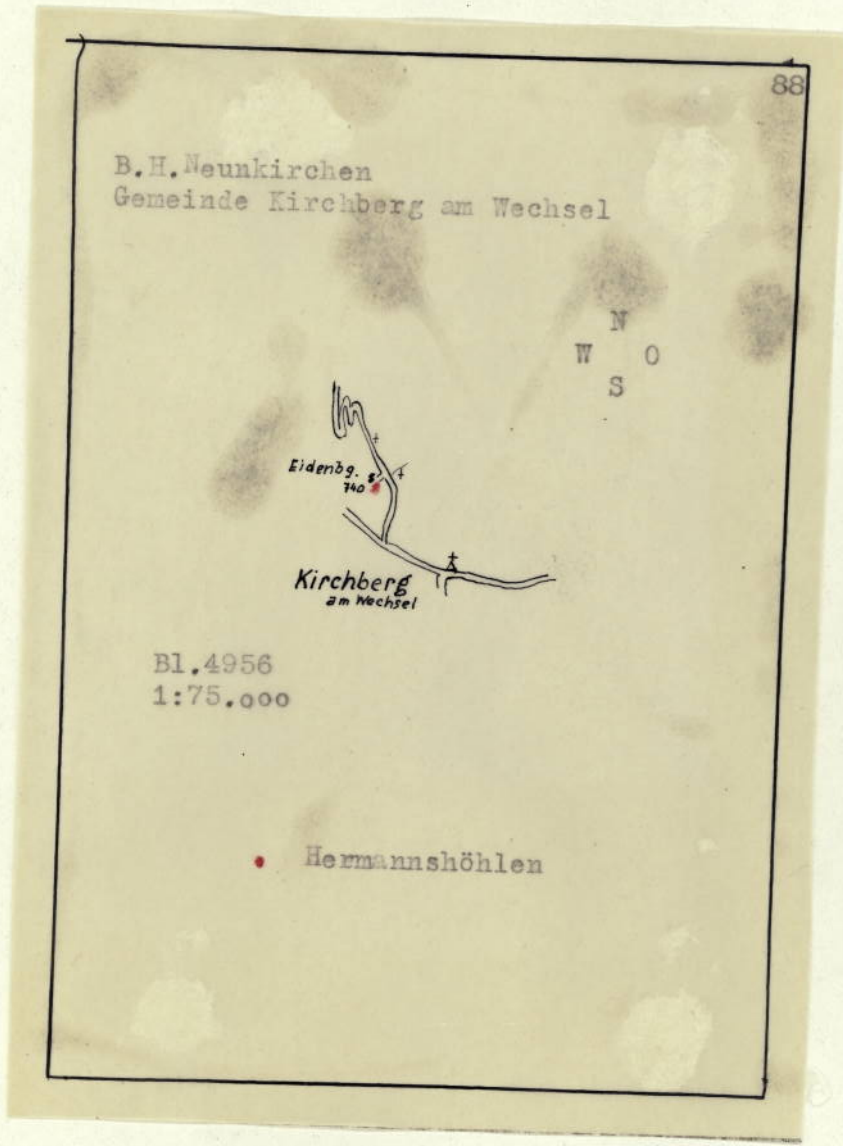 88
B.H.Neunkirchen
Gemeinde Kirchberg am Wechsel
N
W O
S
Eidenbg.
740
Kirchberg
am Wechsel
Bl.4956
1:75.000
Hermannshöhlen